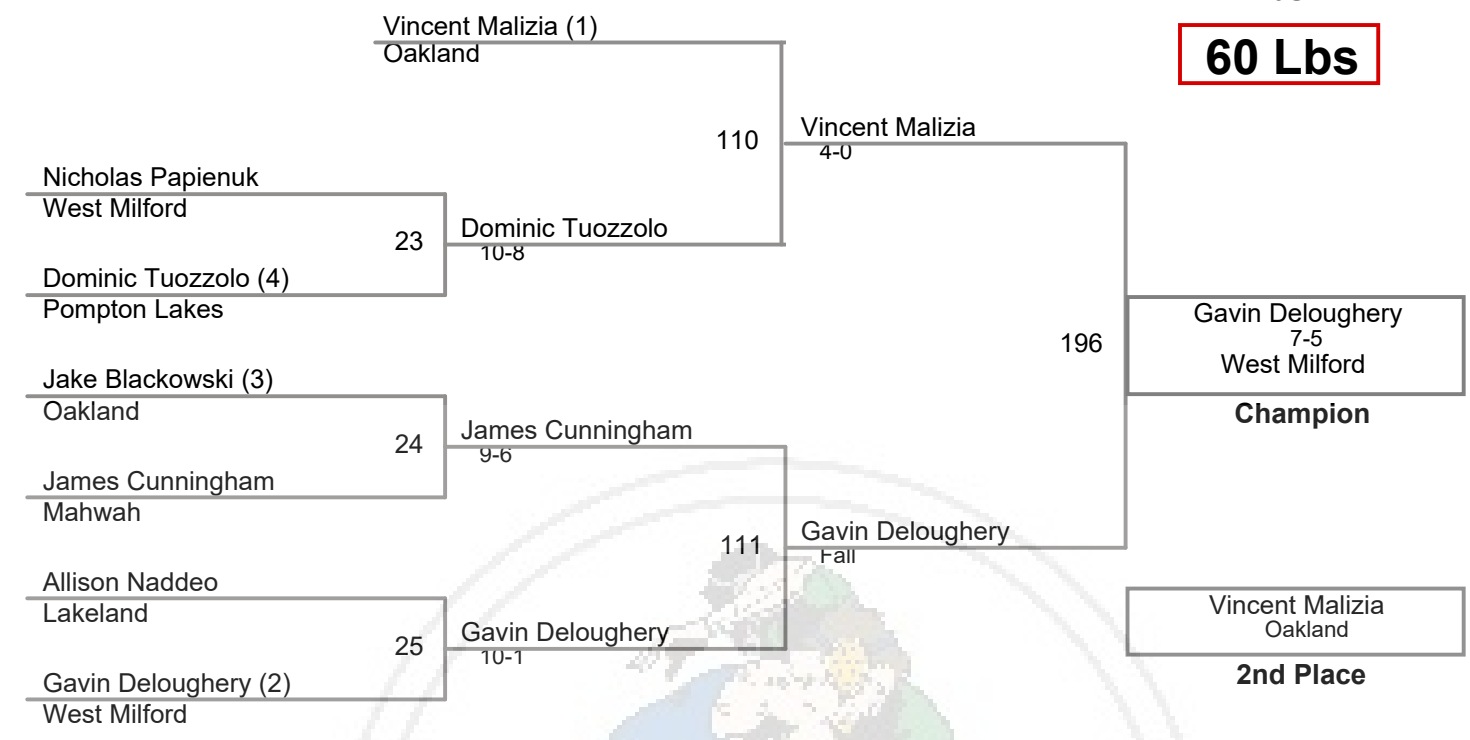 60 Lbs
Vincent Malizia (1)
Oakland
110
Vincent Malizia
4-0
Nicholas Papienuk
West Milford
23
Dominic Tuozzolo
10-8
Dominic Tuozzolo (4)
Pompton Lakes
196
Gavin Deloughery
7-5
West Milford
Champion
Jake Blackowski (3)
Oakland
24
James Cunningham
9-6
James Cunningham
Mahwah
111
Gavin Deloughery
Fall
Allison Naddeo
Lakeland
25
Gavin Deloughery
10-1
Gavin Deloughery (2)
West Milford
Vincent Malizia
Oakland
2nd Place